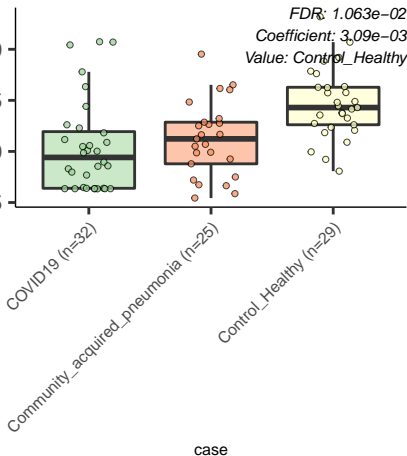 FDR: 1.063e−02
Coefficient: 3.09e−03
Value: Control_Healthy
COVID19 (n=32)
Community_acquired_pneumonia (n=25)
Control_Healthy (n=29)
case